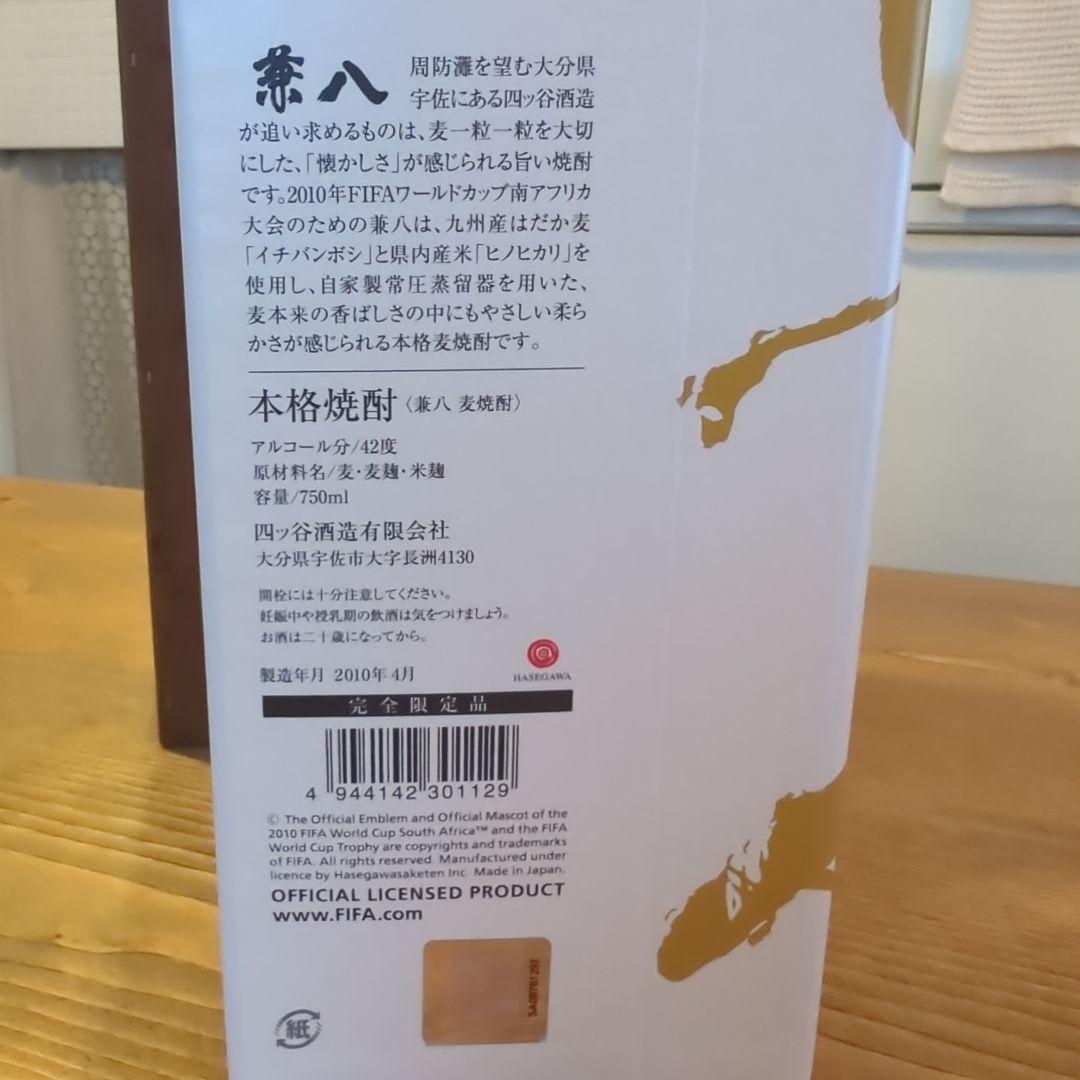 兼八
周防灘を望む大分県
宇佐にある四ッ谷酒造
が追い求めるものは、麦一粒一粒を大切
にした、「懐かしさ」が感じられる旨い焼酎
です。2010年FIFAワールドカップ南アフリカ
大会のための兼八は、九州産はだか麦
「イチバンボシ」と県内産米「ヒノヒカリ」を
使用し、自家製常圧蒸留器を用いた、
麦本来の香ばしさの中にもやさしい柔ら
かさが感じられる本格麦焼酎です。
本格焼酎〈兼八 麦焼酎〉
アルコール分/42度
原材料名/麦・麦麹・米麹
容量/750ml
四ッ谷酒造有限会社
大分県宇佐市大字長洲4130
開栓には十分注意してください。
妊娠中や授乳期の飲酒は気をつけましょう。
お酒は二十歳になってから。
製造年月 2010年4月
HASEGAWA
完全限定品
4 944142 301129
© The Official Emblem and Official Mascot of the
2010 FIFA World Cup South Africa™ and the FIFA
World Cup Trophy are copyrights and trademarks
of FIFA. All rights reserved. Manufactured under
licence by Hasegawasaketen Inc. Made in Japan.
OFFICIAL LICENSED PRODUCT
www.FIFA.com
SA08761297
紙